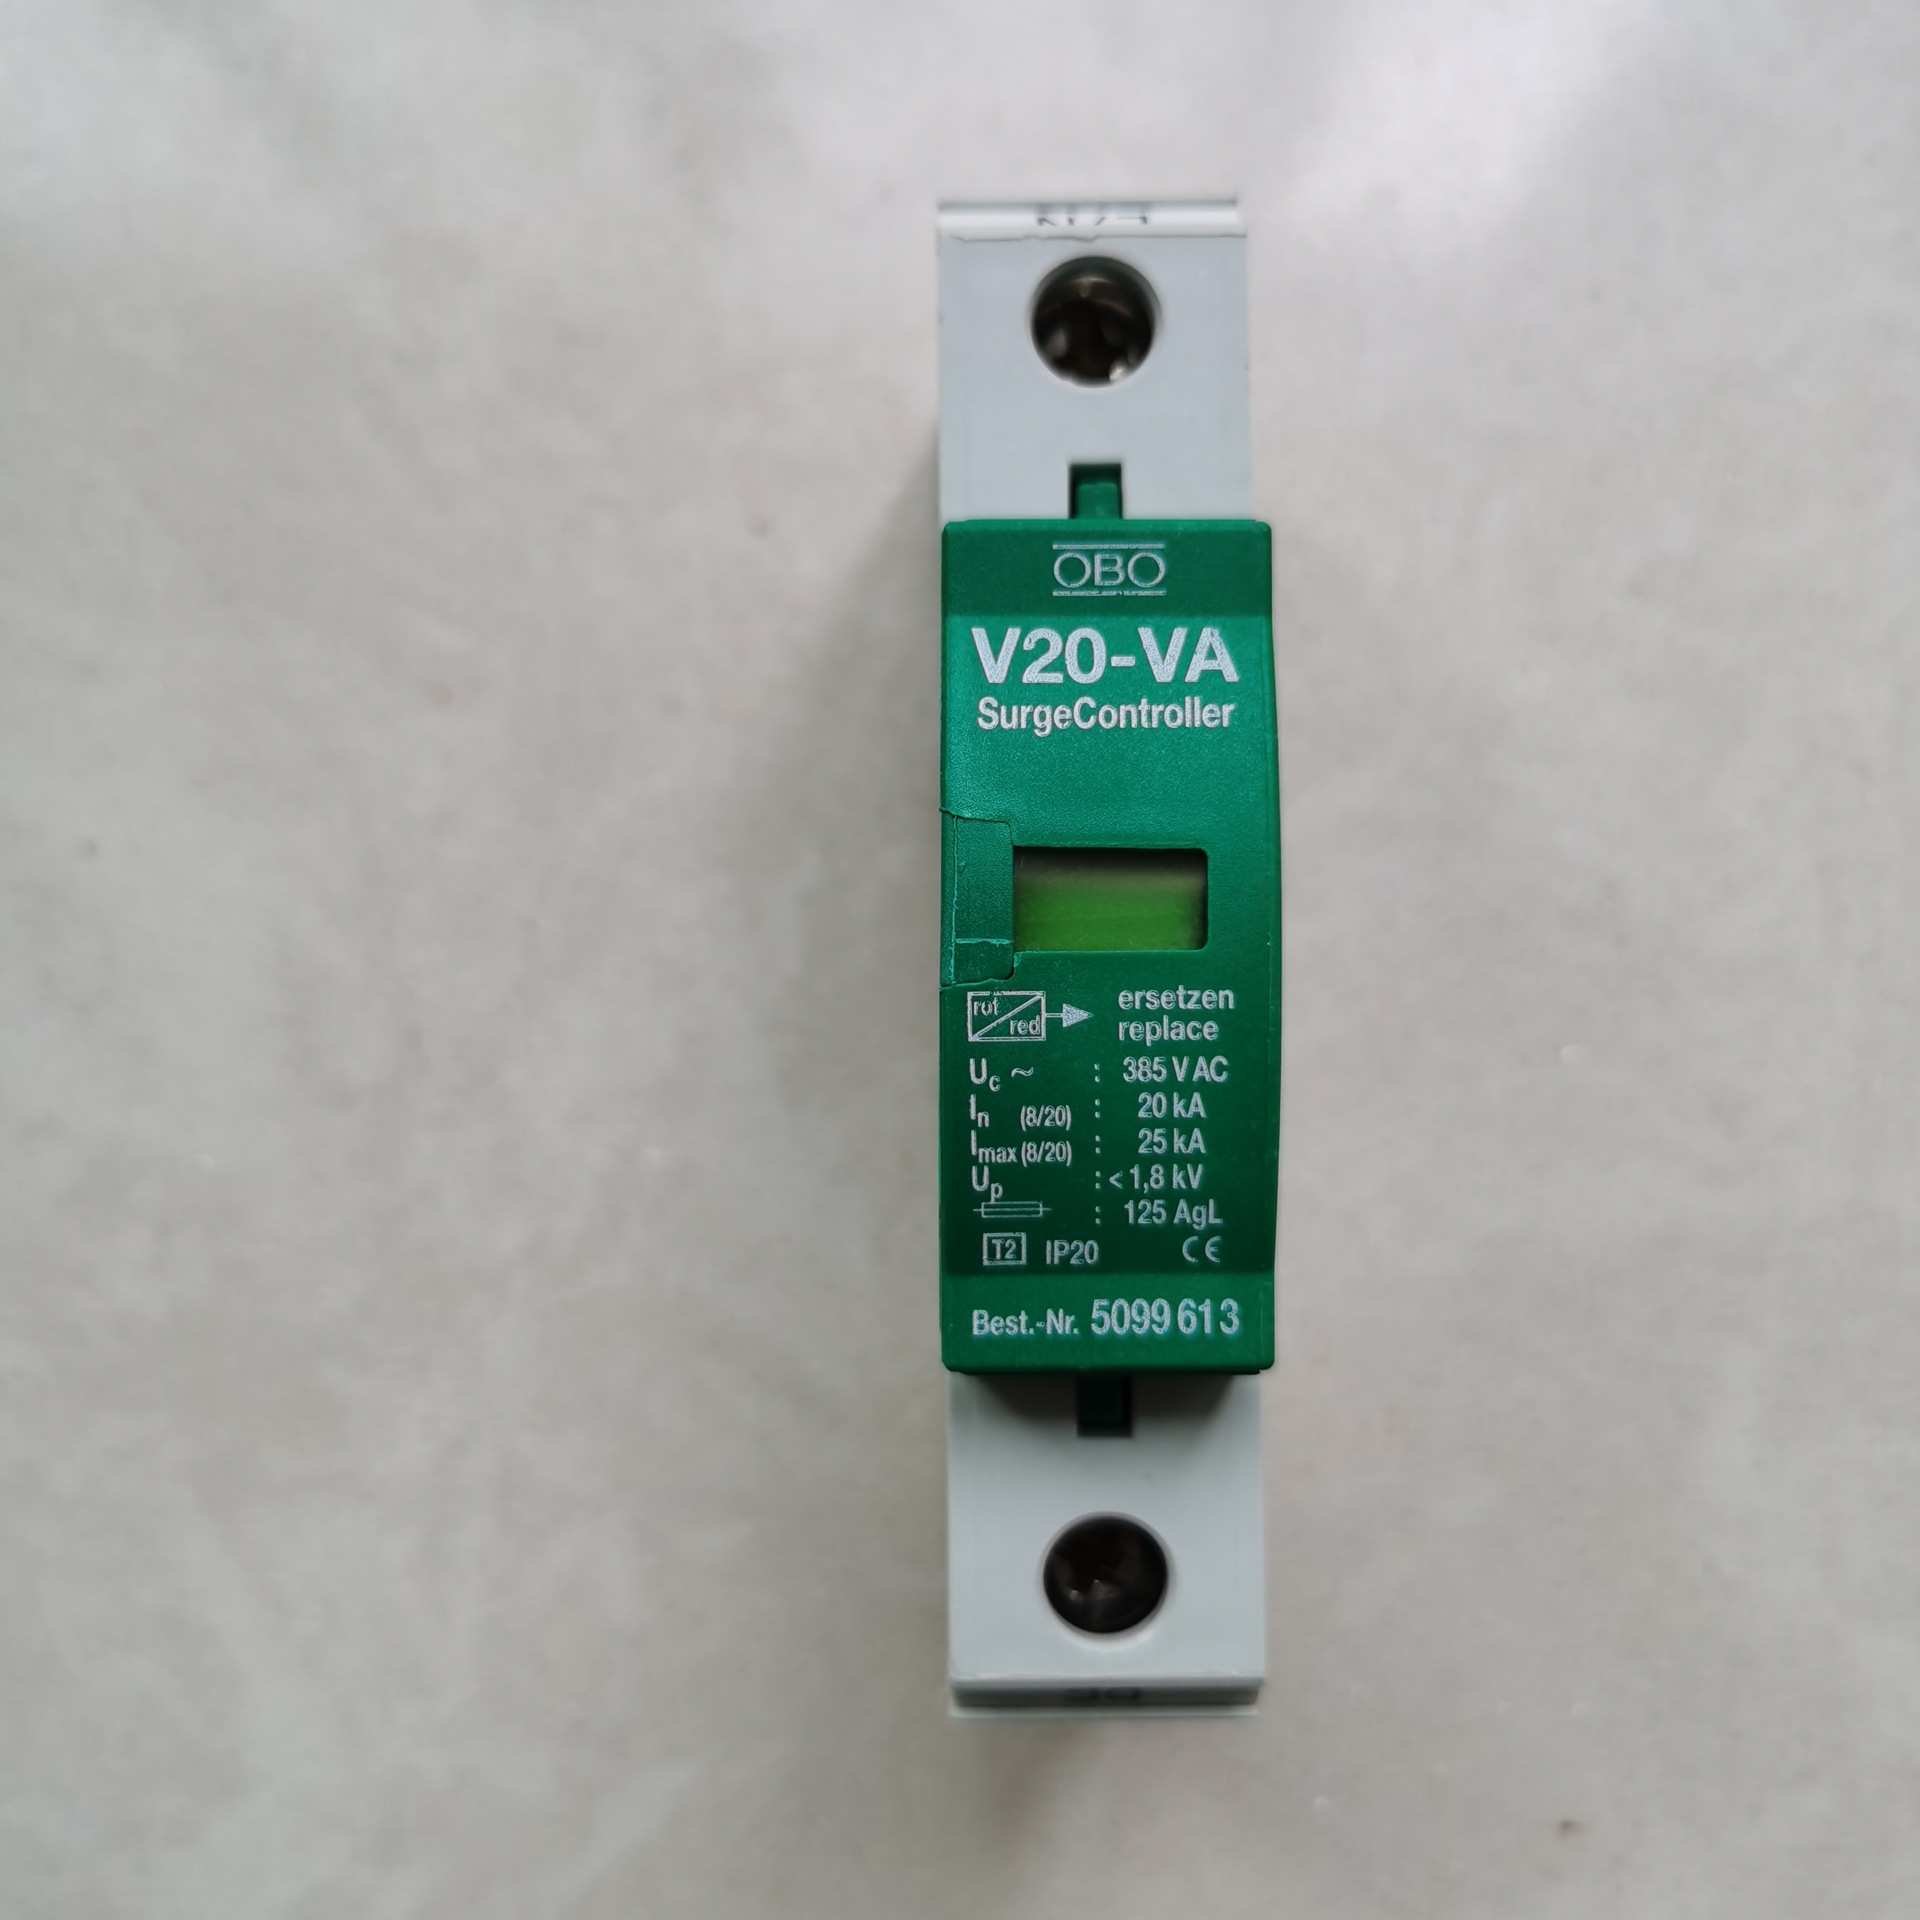 OBO
V20-VA
SurgeController
rot
red
ersetzen
replace
Uc ~ : 385 V AC
In (8/20) : 20 kA
Imax (8/20) : 25 kA
Up : < 1,8 kV
: 125 AgL
T2 IP20 CE
Best.-Nr. 5099 613